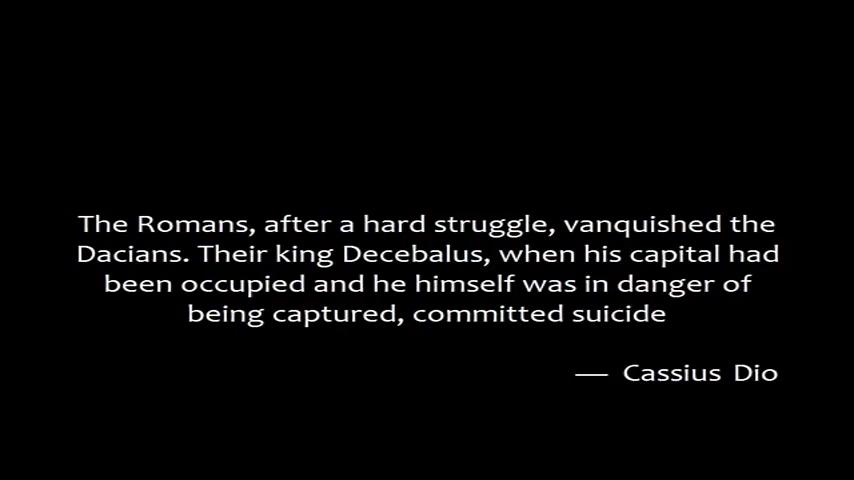 The Romans, after a hard struggle, vanquished the
Dacians. Their king Decebalus, when his capital had
been occupied and he himself was in danger of
being captured, committed suicide
— Cassius Dio